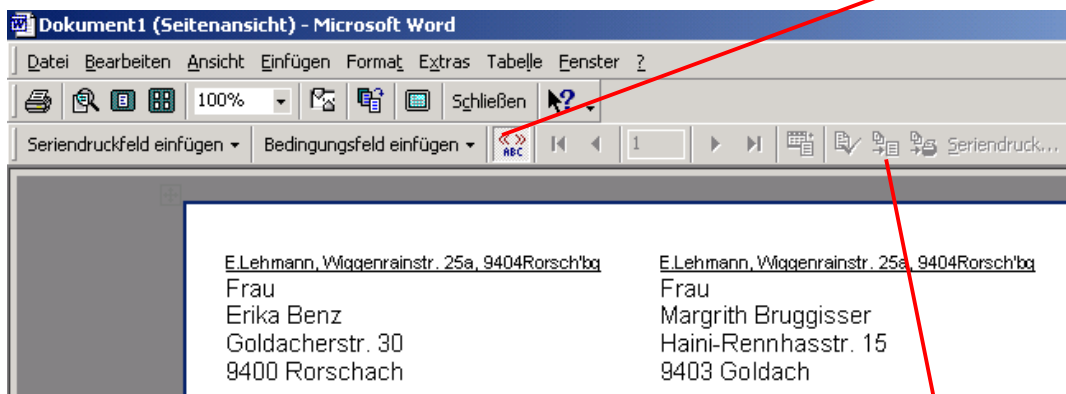 Dokument1 (Seitenansicht) - Microsoft Word
Datei Bearbeiten Ansicht Einfügen Format Extras Tabelle Fenster ?
100% Schließen
Seriendruckfeld einfügen Bedingungsfeld einfügen « » ABC 1 Seriendruck...
E.Lehmann, Wiggenrainstr. 25a, 9404Rorsch'bg E.Lehmann, Wiggenrainstr. 25a, 9404Rorsch'bg
Frau Frau
Erika Benz Margrith Bruggisser
Goldacherstr. 30 Haini-Rennhasstr. 15
9400 Rorschach 9403 Goldach